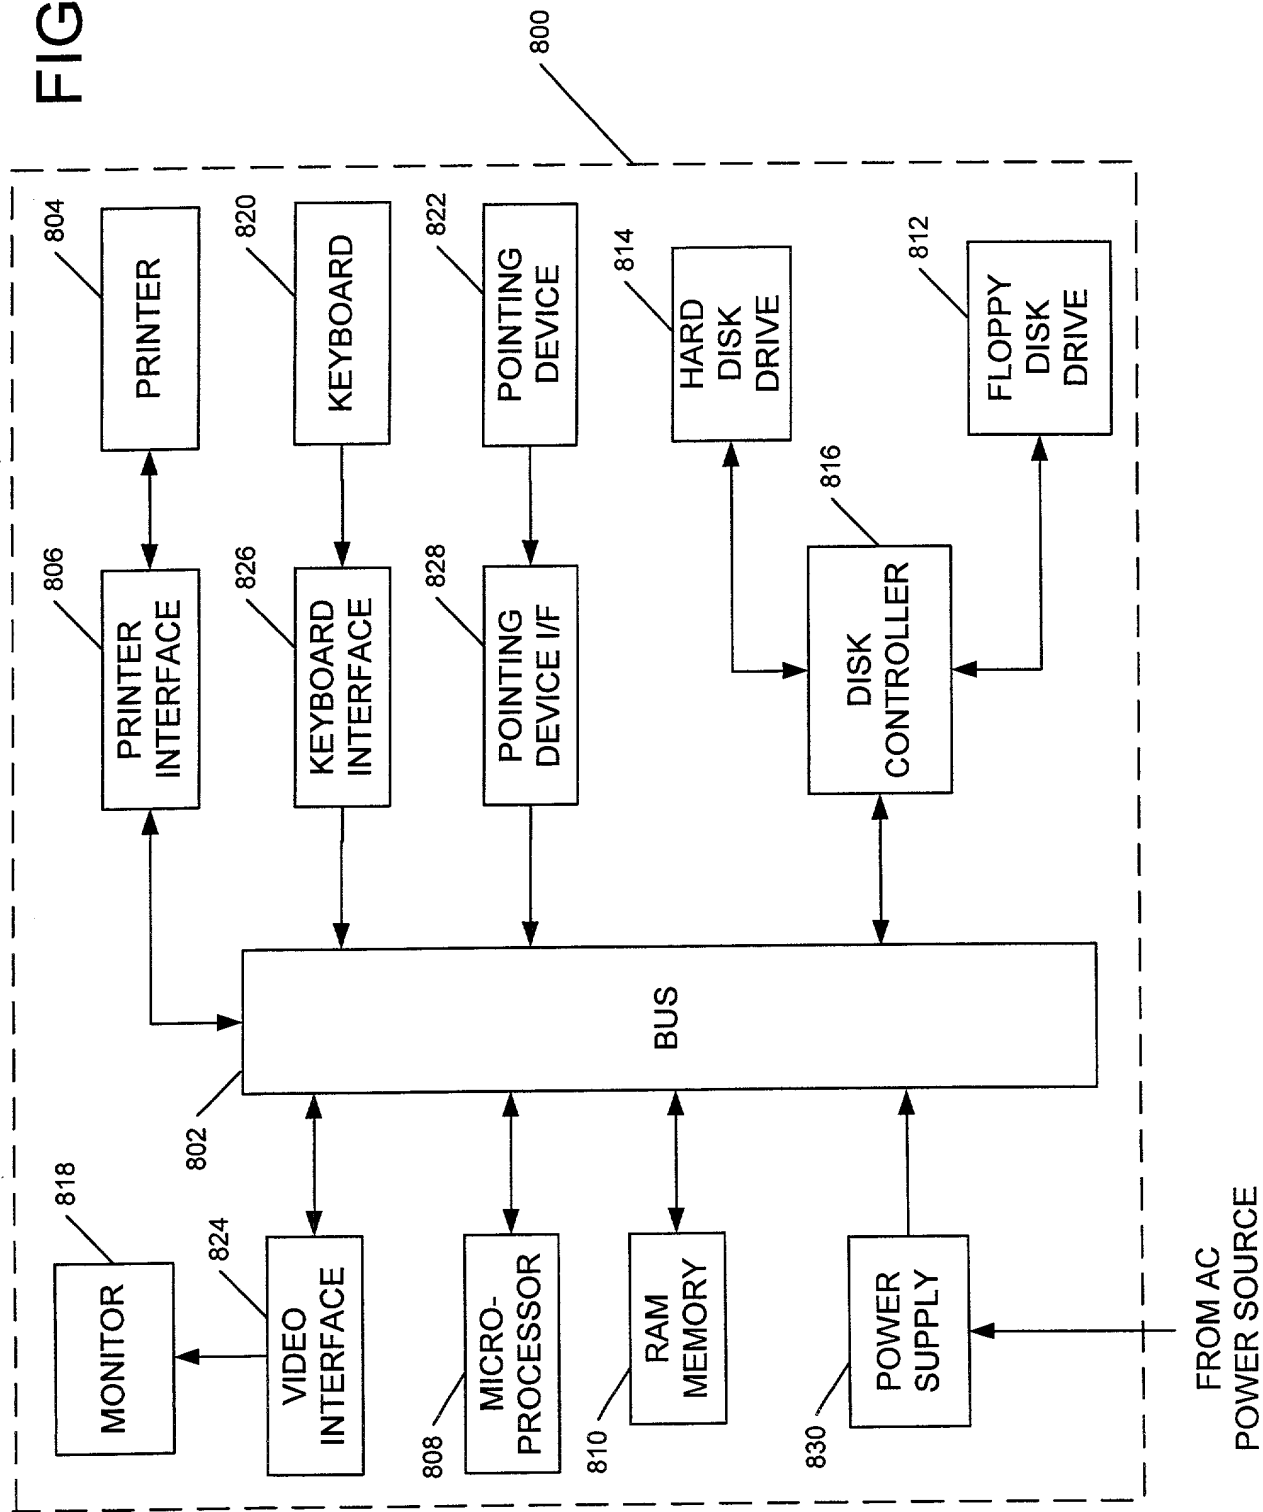 FIG
800
818
MONITOR
824
VIDEO
INTERFACE
808
MICRO-
PROCESSOR
810
RAM
MEMORY
830
POWER
SUPPLY
FROM AC
POWER SOURCE
802
BUS
806
PRINTER
INTERFACE
804
PRINTER
826
KEYBOARD
INTERFACE
820
KEYBOARD
828
POINTING
DEVICE I/F
822
POINTING
DEVICE
816
DISK
CONTROLLER
814
HARD
DISK
DRIVE
812
FLOPPY
DISK
DRIVE